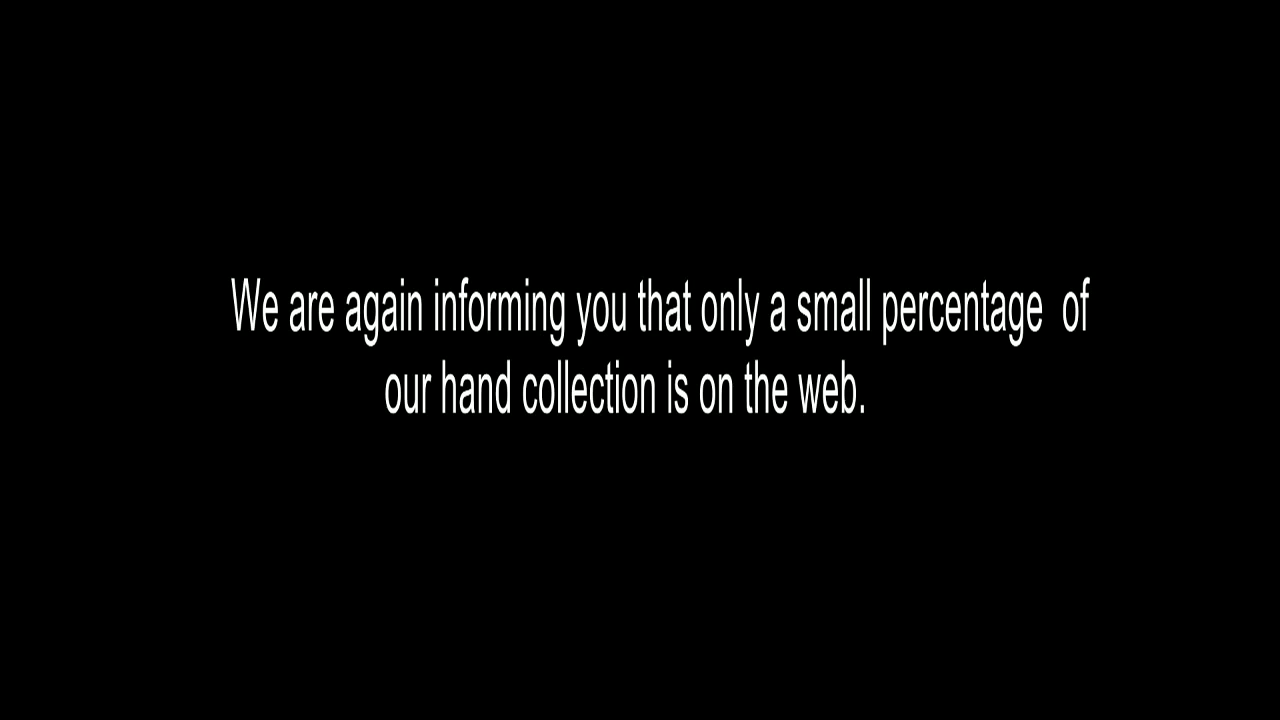 We are again informing you that only a small percentage  of
our hand collection is on the web.